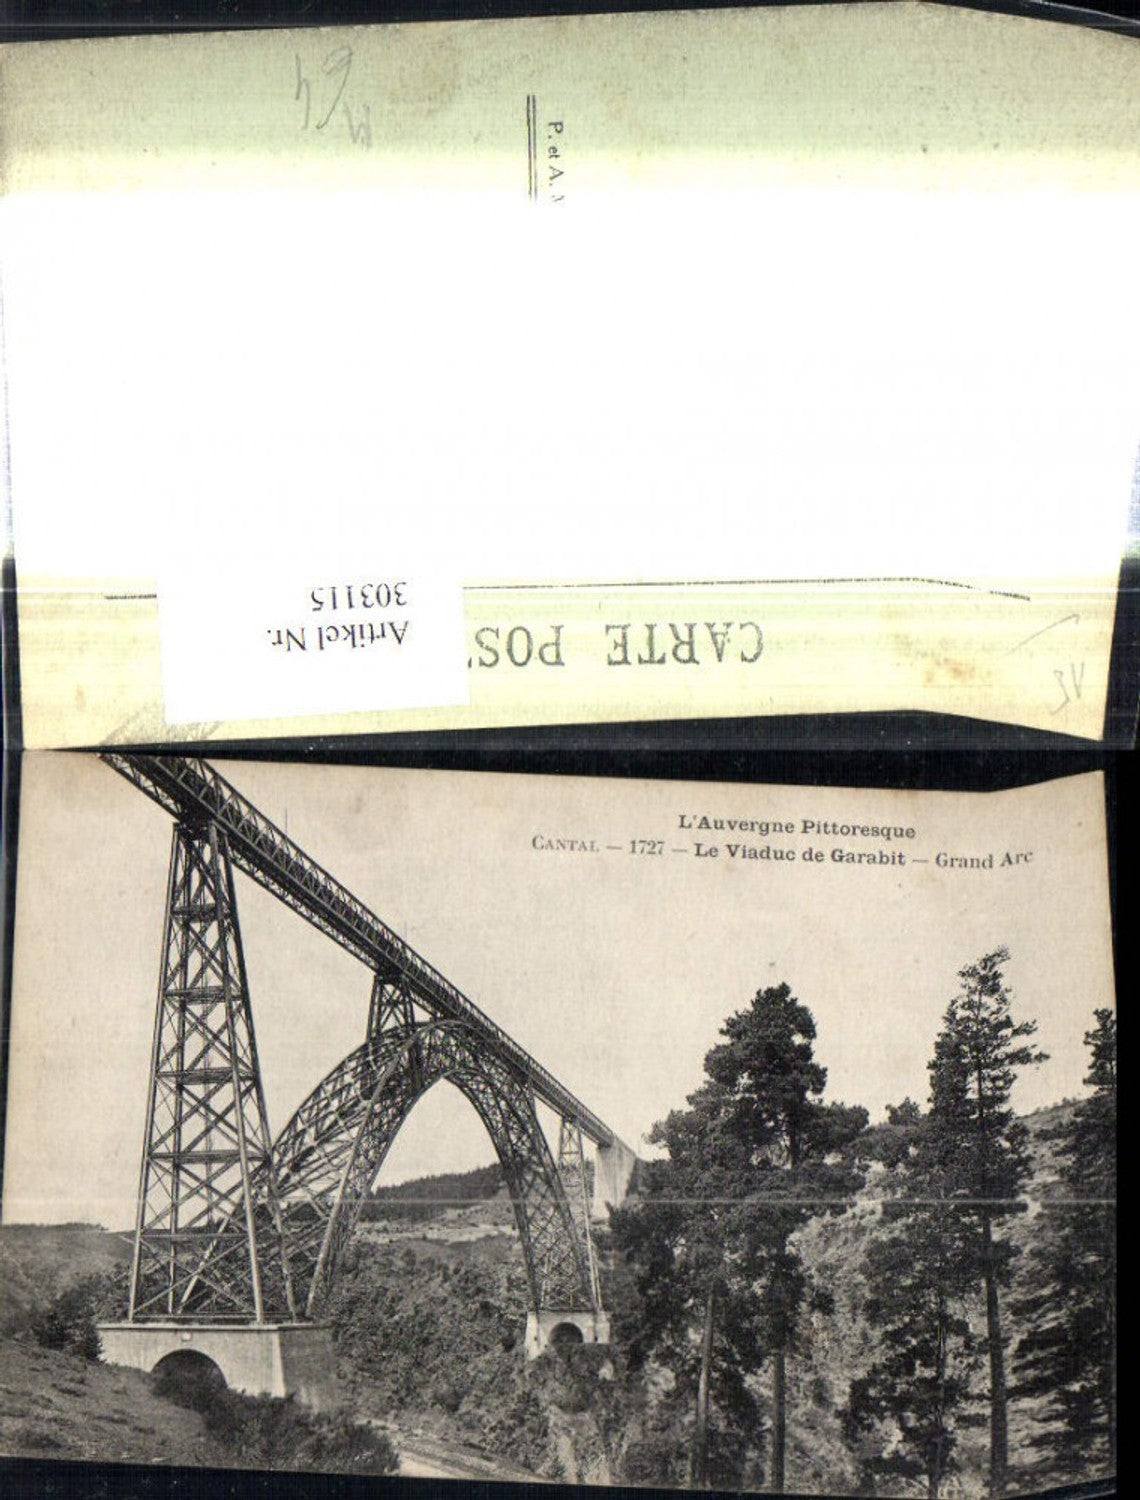 P. et A.
CARTE POS
Artikel Nr.
303115
L'Auvergne Pittoresque
CANTAL — 1727 — Le Viaduc de Garabit — Grand Arc